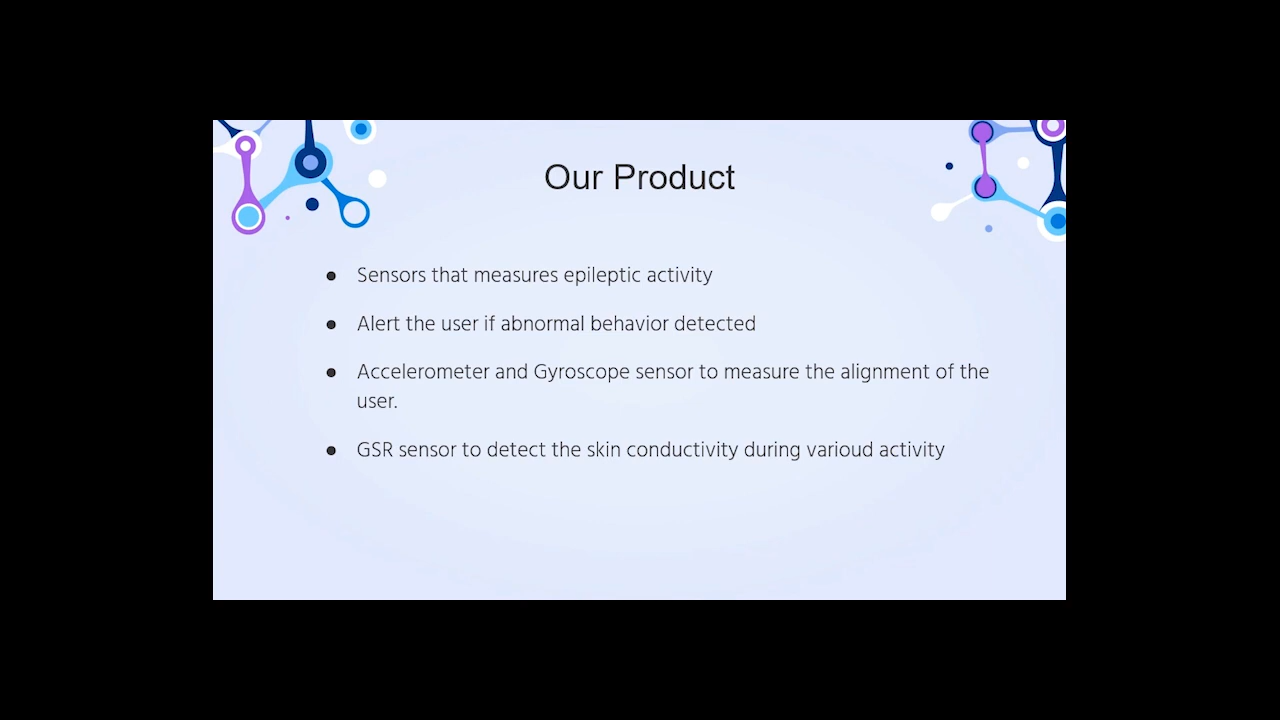 Our Product
● Sensors that measures epileptic activity
● Alert the user if abnormal behavior detected
● Accelerometer and Gyroscope sensor to measure the alignment of the
user.
● GSR sensor to detect the skin conductivity during varioud activity